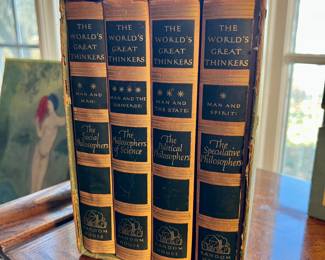 THE
WORLD'S
GREAT
THINKERS
MAN AND
MAN:
The
Social
Philosophers
RANDOM
HOUSE
THE
WORLD'S
GREAT
THINKERS
MAN AND THE
UNIVERSE:
The
Philosophers
of Science
RANDOM
HOUSE
THE
WORLD'S
GREAT
THINKERS
MAN AND
THE STATE:
The
Political
Philosophers
RANDOM
HOUSE
THE
WORLD'S
GREAT
THINKERS
MAN AND
SPIRIT:
The
Speculative
Philosophers
RANDOM
HOUSE